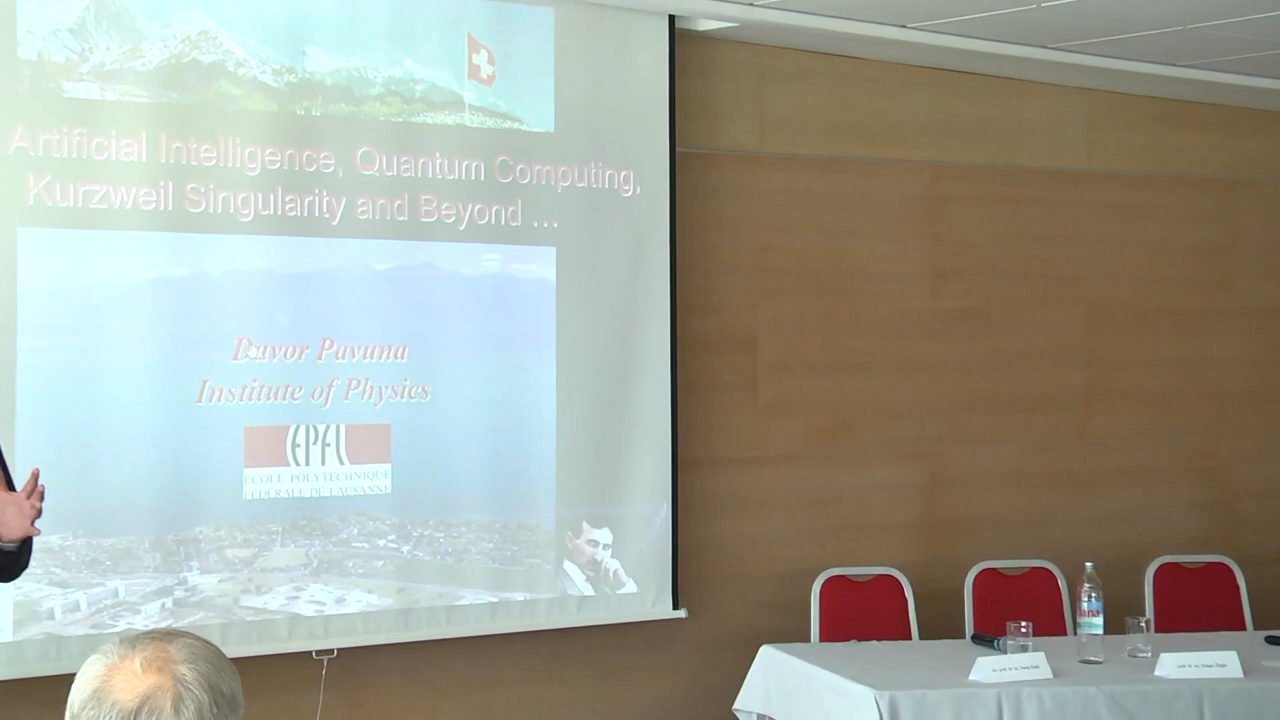 Artificial Intelligence, Quantum Computing,
Kurzweil Singularity and Beyond ...
Davor Pavuna
Institute of Physics
EPFL
ECOLE POLYTECHNIQUE
FEDERALE DE LAUSANNE